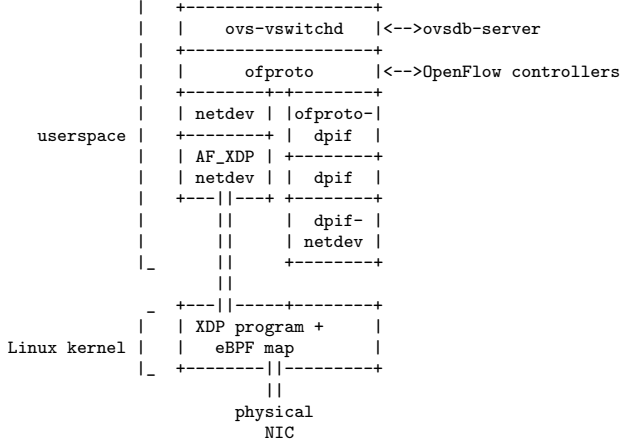 ovs-vswitchd <-->ovsdb-server
ofproto <-->OpenFlow controllers
netdev ofproto-
userspace dpif
AF_XDP
netdev dpif
dpif-
netdev
XDP program +
Linux kernel eBPF map
physical
NIC